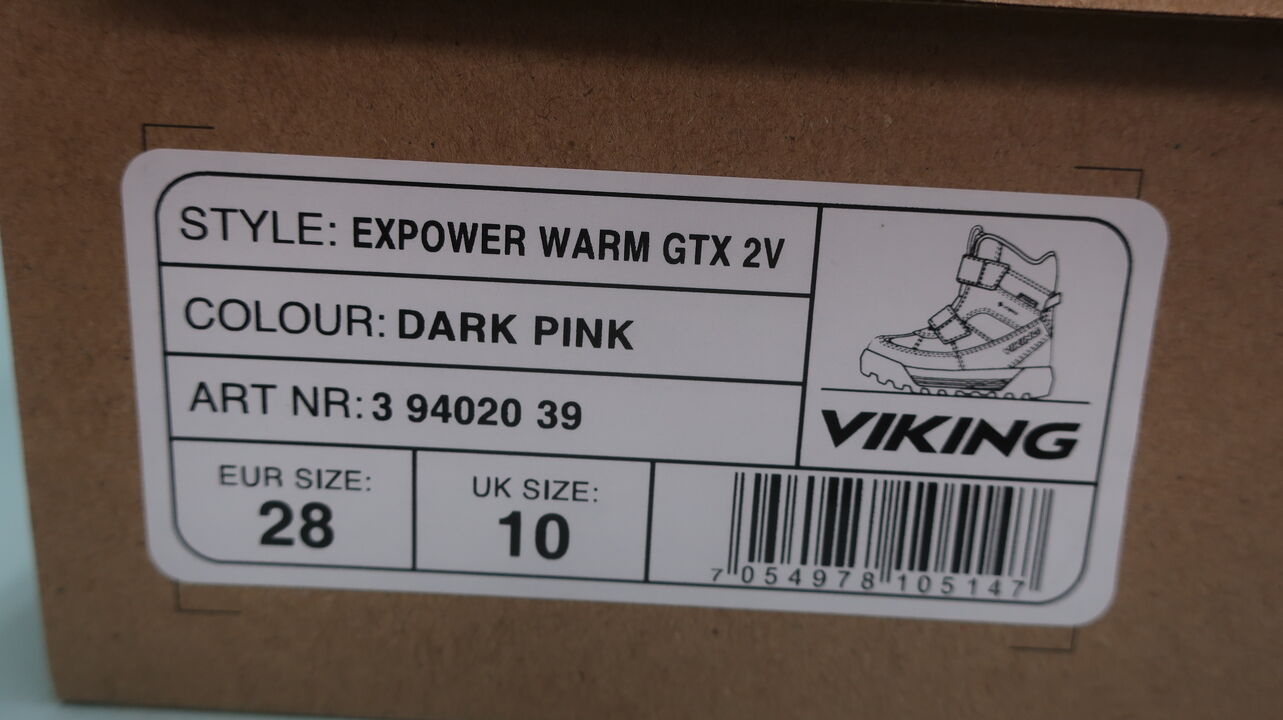 STYLE: EXPOWER WARM GTX 2V
COLOUR: DARK PINK
ART NR: 3 94020 39
VIKING
EUR SIZE:
28
UK SIZE:
10
7 054978 105147